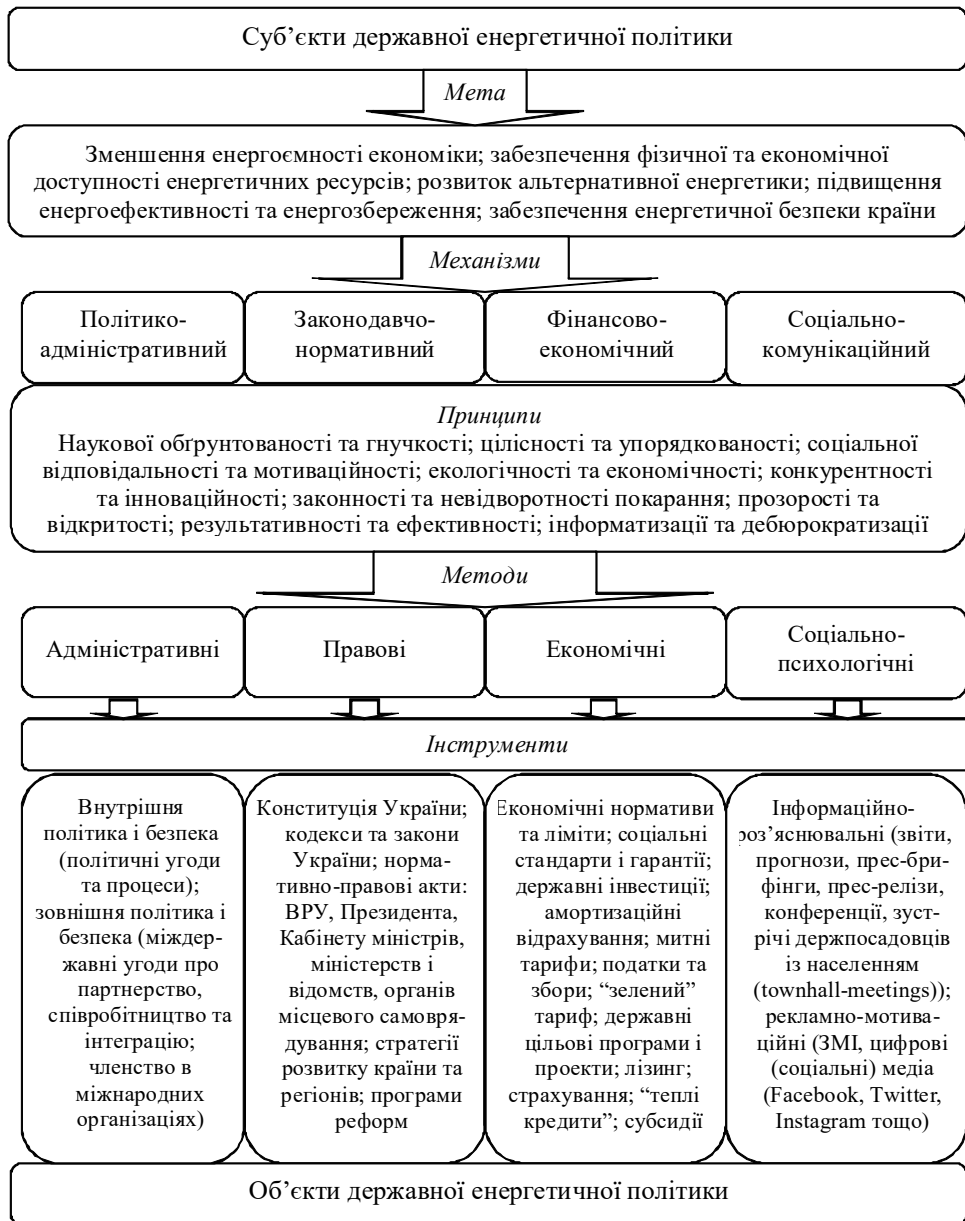 Суб’єкти державної енергетичної політики
Мета
Зменшення енергоємності економіки; забезпечення фізичної та економічної
доступності енергетичних ресурсів; розвиток альтернативної енергетики; підвищення
енергоефективності та енергозбереження; забезпечення енергетичної безпеки країни
Механізми
Політико-
адміністративний
Законодавчо-
нормативний
Фінансово-
економічний
Соціально-
комунікаційний
Принципи
Наукової обґрунтованості та гнучкості; цілісності та упорядкованості; соціальної
відповідальності та мотиваційності; екологічності та економічності; конкурентності
та інноваційності; законності та невідворотності покарання; прозорості та
відкритості; результативності та ефективності; інформатизації та дебюрократизації
Методи
Адміністративні
Правові
Економічні
Соціально-
психологічні
Інструменти
Внутрішня
політика і безпека
(політичні угоди
та процеси);
зовнішня політика і
безпека (міждер-
жавні угоди про
партнерство,
співробітництво та
інтеграцію;
членство в
міжнародних
організаціях)
Конституція України;
кодекси та закони
України; норма-
тивно-правові акти:
ВРУ, Президента,
Кабінету міністрів,
міністерств і
відомств, органів
місцевого самовря-
дування; стратегії
розвитку країни та
регіонів; програми
реформ
Економічні нормативи
та ліміти; соціальні
стандарти і гарантії;
державні інвестиції;
амортизаційні
відрахування; митні
тарифи; податки та
збори; “зелений”
тариф; державні
цільові програми і
проекти; лізинг;
страхування; “теплі
кредити”; субсидії
Інформаційно-
роз’яснювальні (звіти,
прогнози, прес-бри-
фінги, прес-релізи,
конференції, зуст-
річі держпосадовців
із населенням
(townhall-meetings));
рекламно-мотива-
ційні (ЗМІ, цифрові
(соціальні) медіа
(Facebook, Twitter,
Instagram тощо)
Об’єкти державної енергетичної політики